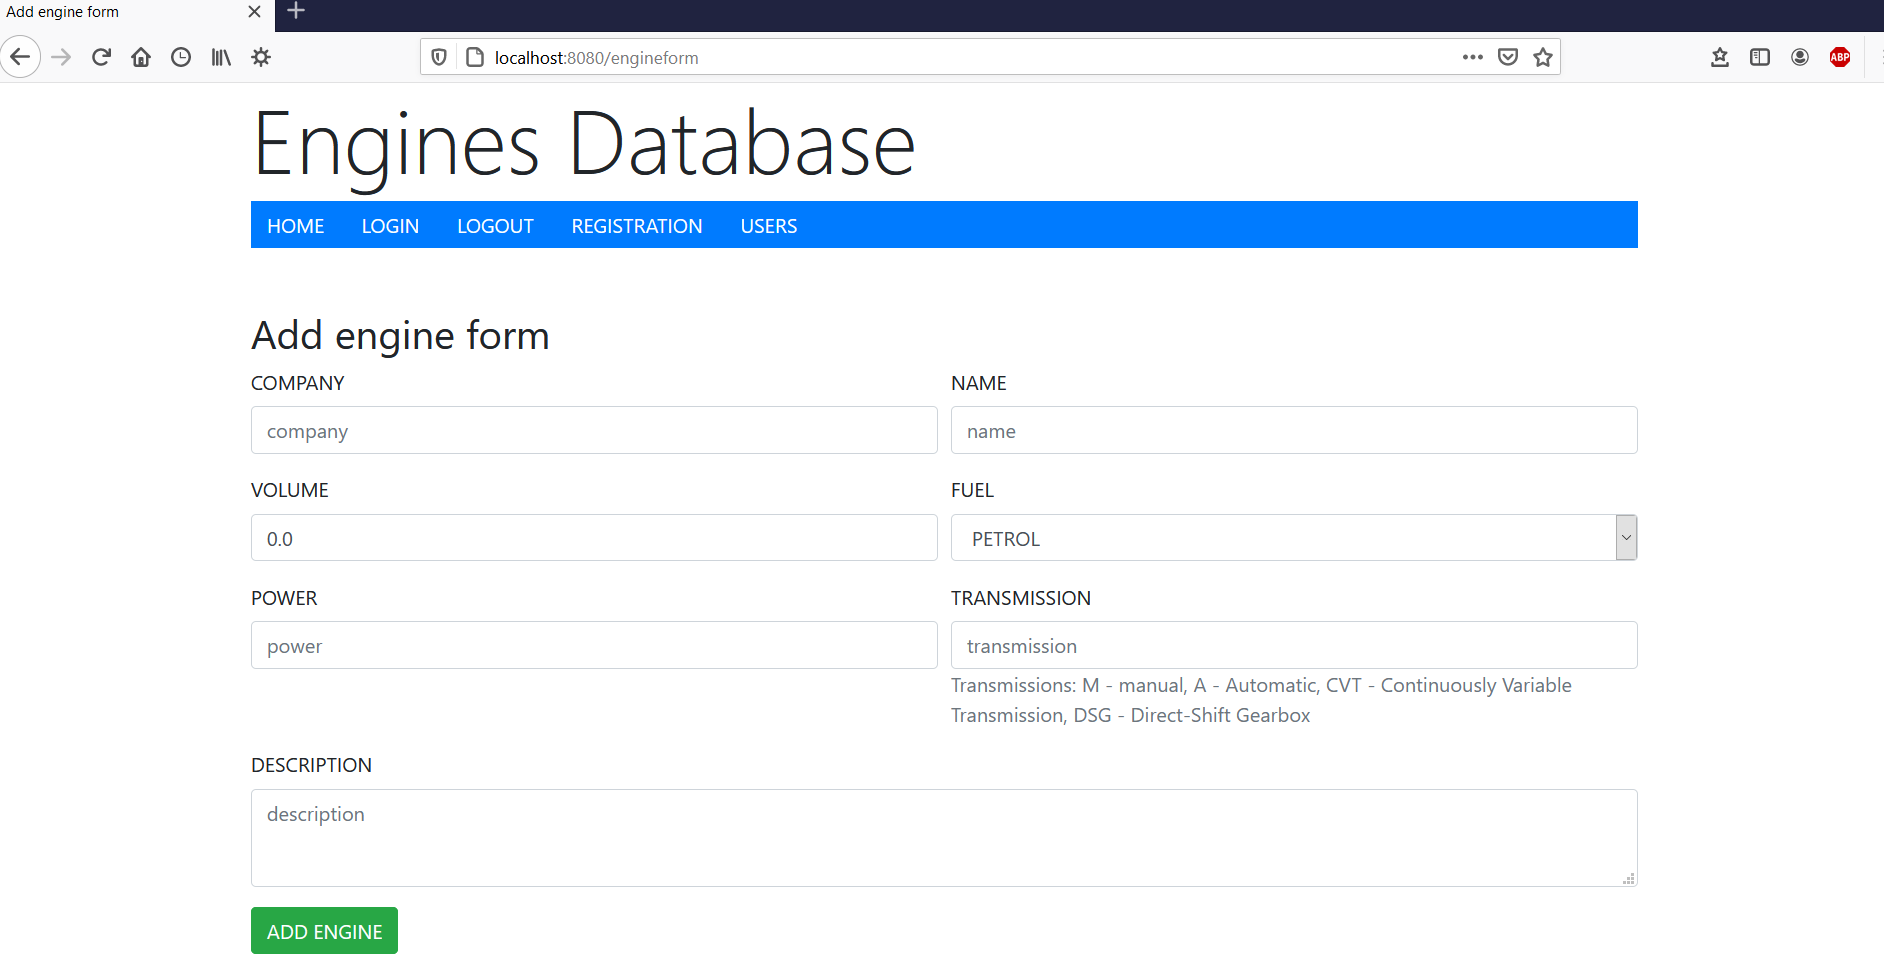 Add engine form
localhost:8080/engineform
ABP
Engines Database
HOME LOGIN LOGOUT REGISTRATION USERS
Add engine form
COMPANY NAME
company name
VOLUME FUEL
0.0 PETROL
POWER TRANSMISSION
power transmission
Transmissions: M - manual, A - Automatic, CVT - Continuously Variable
Transmission, DSG - Direct-Shift Gearbox
DESCRIPTION
description
ADD ENGINE